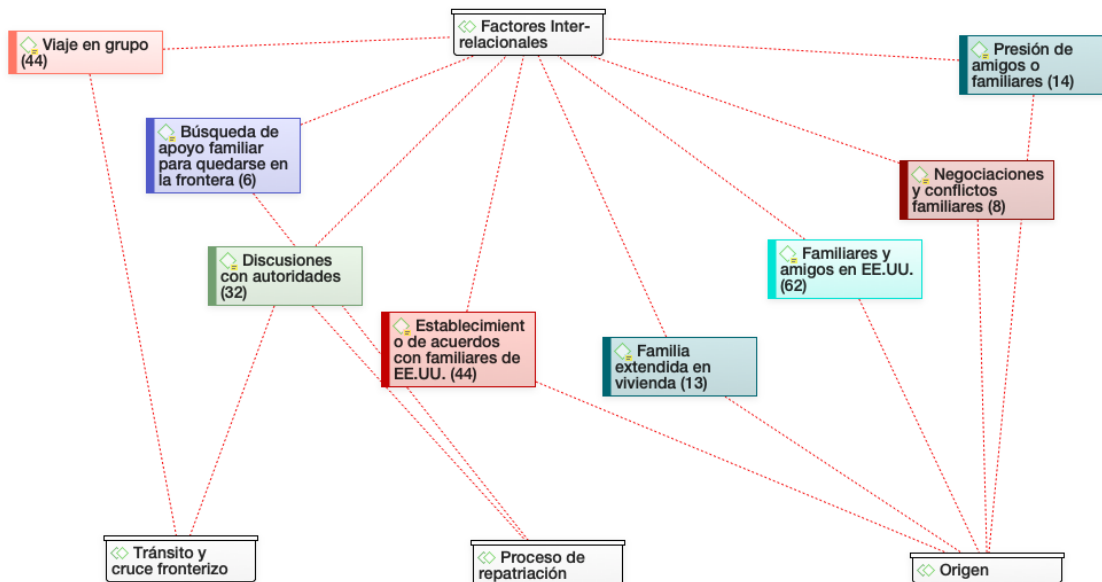 Factores Inter-
relacionales
Viaje en grupo
(44)
Presión de
amigos o
familiares (14)
Búsqueda de
apoyo familiar
para quedarse en
la frontera (6)
Negociaciones
y conflictos
familiares (8)
Discusiones
con autoridades
(32)
Familiares y
amigos en EE.UU.
(62)
Establecimient
o de acuerdos
con familiares de
EE.UU. (44)
Familia
extendida en
vivienda (13)
Tránsito y
cruce fronterizo
Proceso de
repatriación
Origen